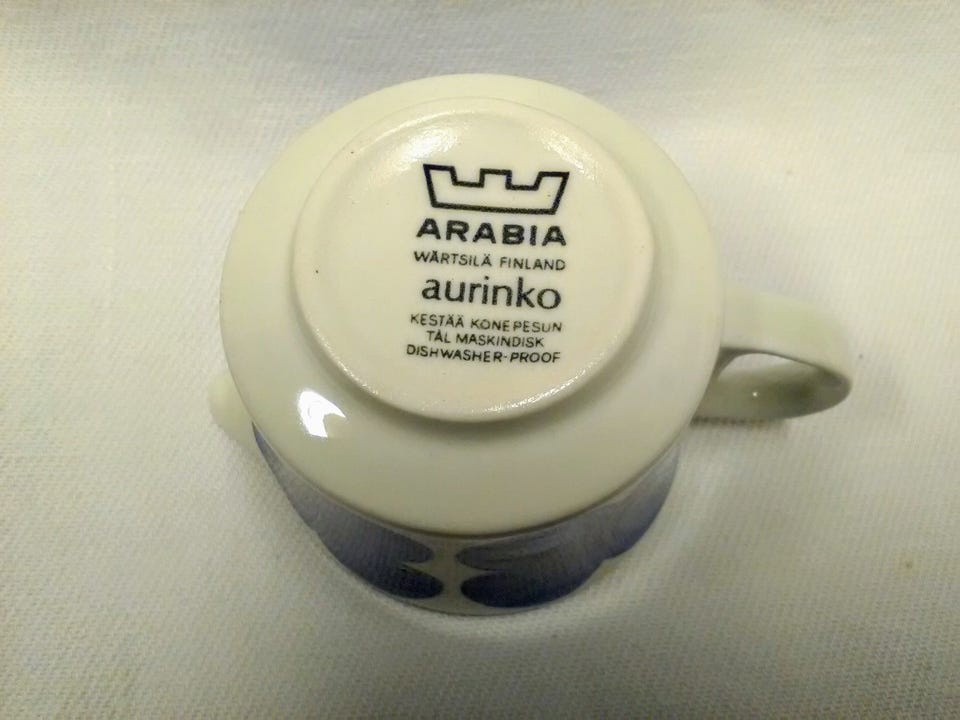 ARABIA
WÄRTSILÄ FINLAND
aurinko
KESTÄÄ KONEPESUN
TÅL MASKINDISK
DISHWASHER-PROOF